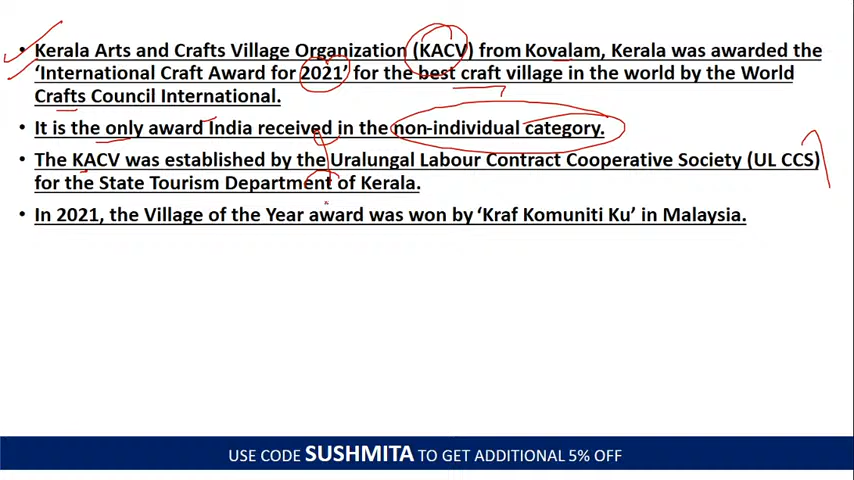 • Kerala Arts and Crafts Village Organization (KACV) from Kovalam, Kerala was awarded the
‘International Craft Award for 2021’ for the best craft village in the world by the World
Crafts Council International.
• It is the only award India received in the non-individual category.
• The KACV was established by the Uralungal Labour Contract Cooperative Society (UL CCS)
for the State Tourism Department of Kerala.
• In 2021, the Village of the Year award was won by ‘Kraf Komuniti Ku’ in Malaysia.
USE CODE SUSHMITA TO GET ADDITIONAL 5% OFF